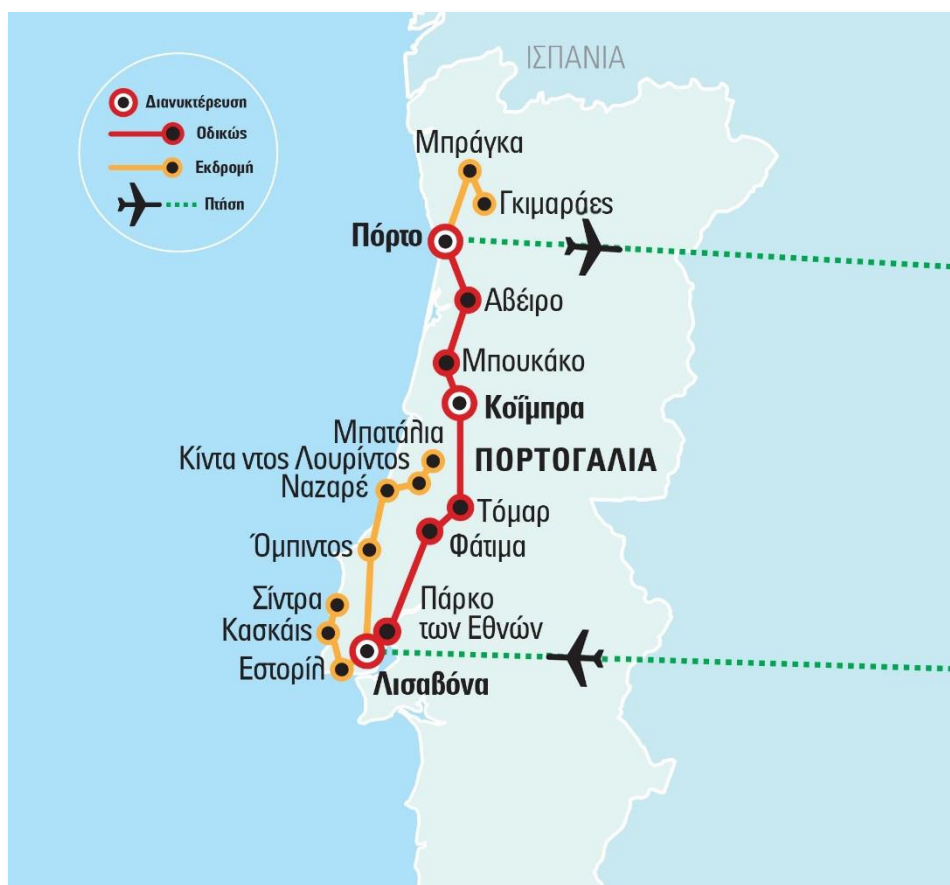 ΙΣΠΑΝΙΑ
Διανυκτέρευση
Οδικώς
Εκδρομή
Πτήση
Μπράγκα
Γκιμαράες
Πόρτο
Αβέιρο
Μπουκάκο
Κοΐμπρα
Μπατάλια
Κίντα ντος Λουρίντος
ΠΟΡΤΟΓΑΛΙΑ
Ναζαρέ
Τόμαρ
Φάτιμα
Όμπιντος
Σίντρα
Πάρκο
των Εθνών
Κασκάις
Εστορίλ
Λισαβόνα